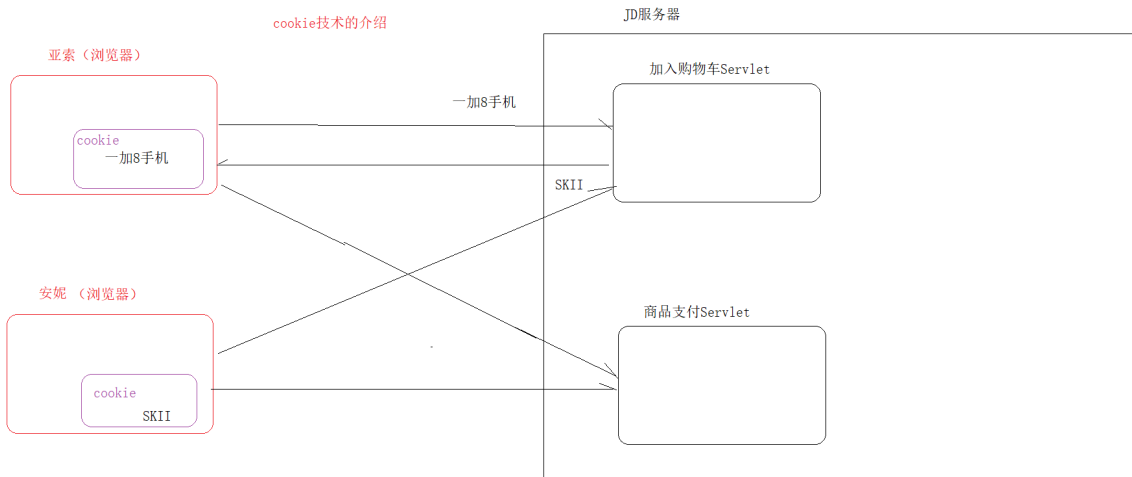 cookie技术的介绍
JD服务器
亚索（浏览器）
加入购物车Servlet
一加8手机
cookie
一加8手机
SKII
安妮 （浏览器）
商品支付Servlet
cookie
SKII